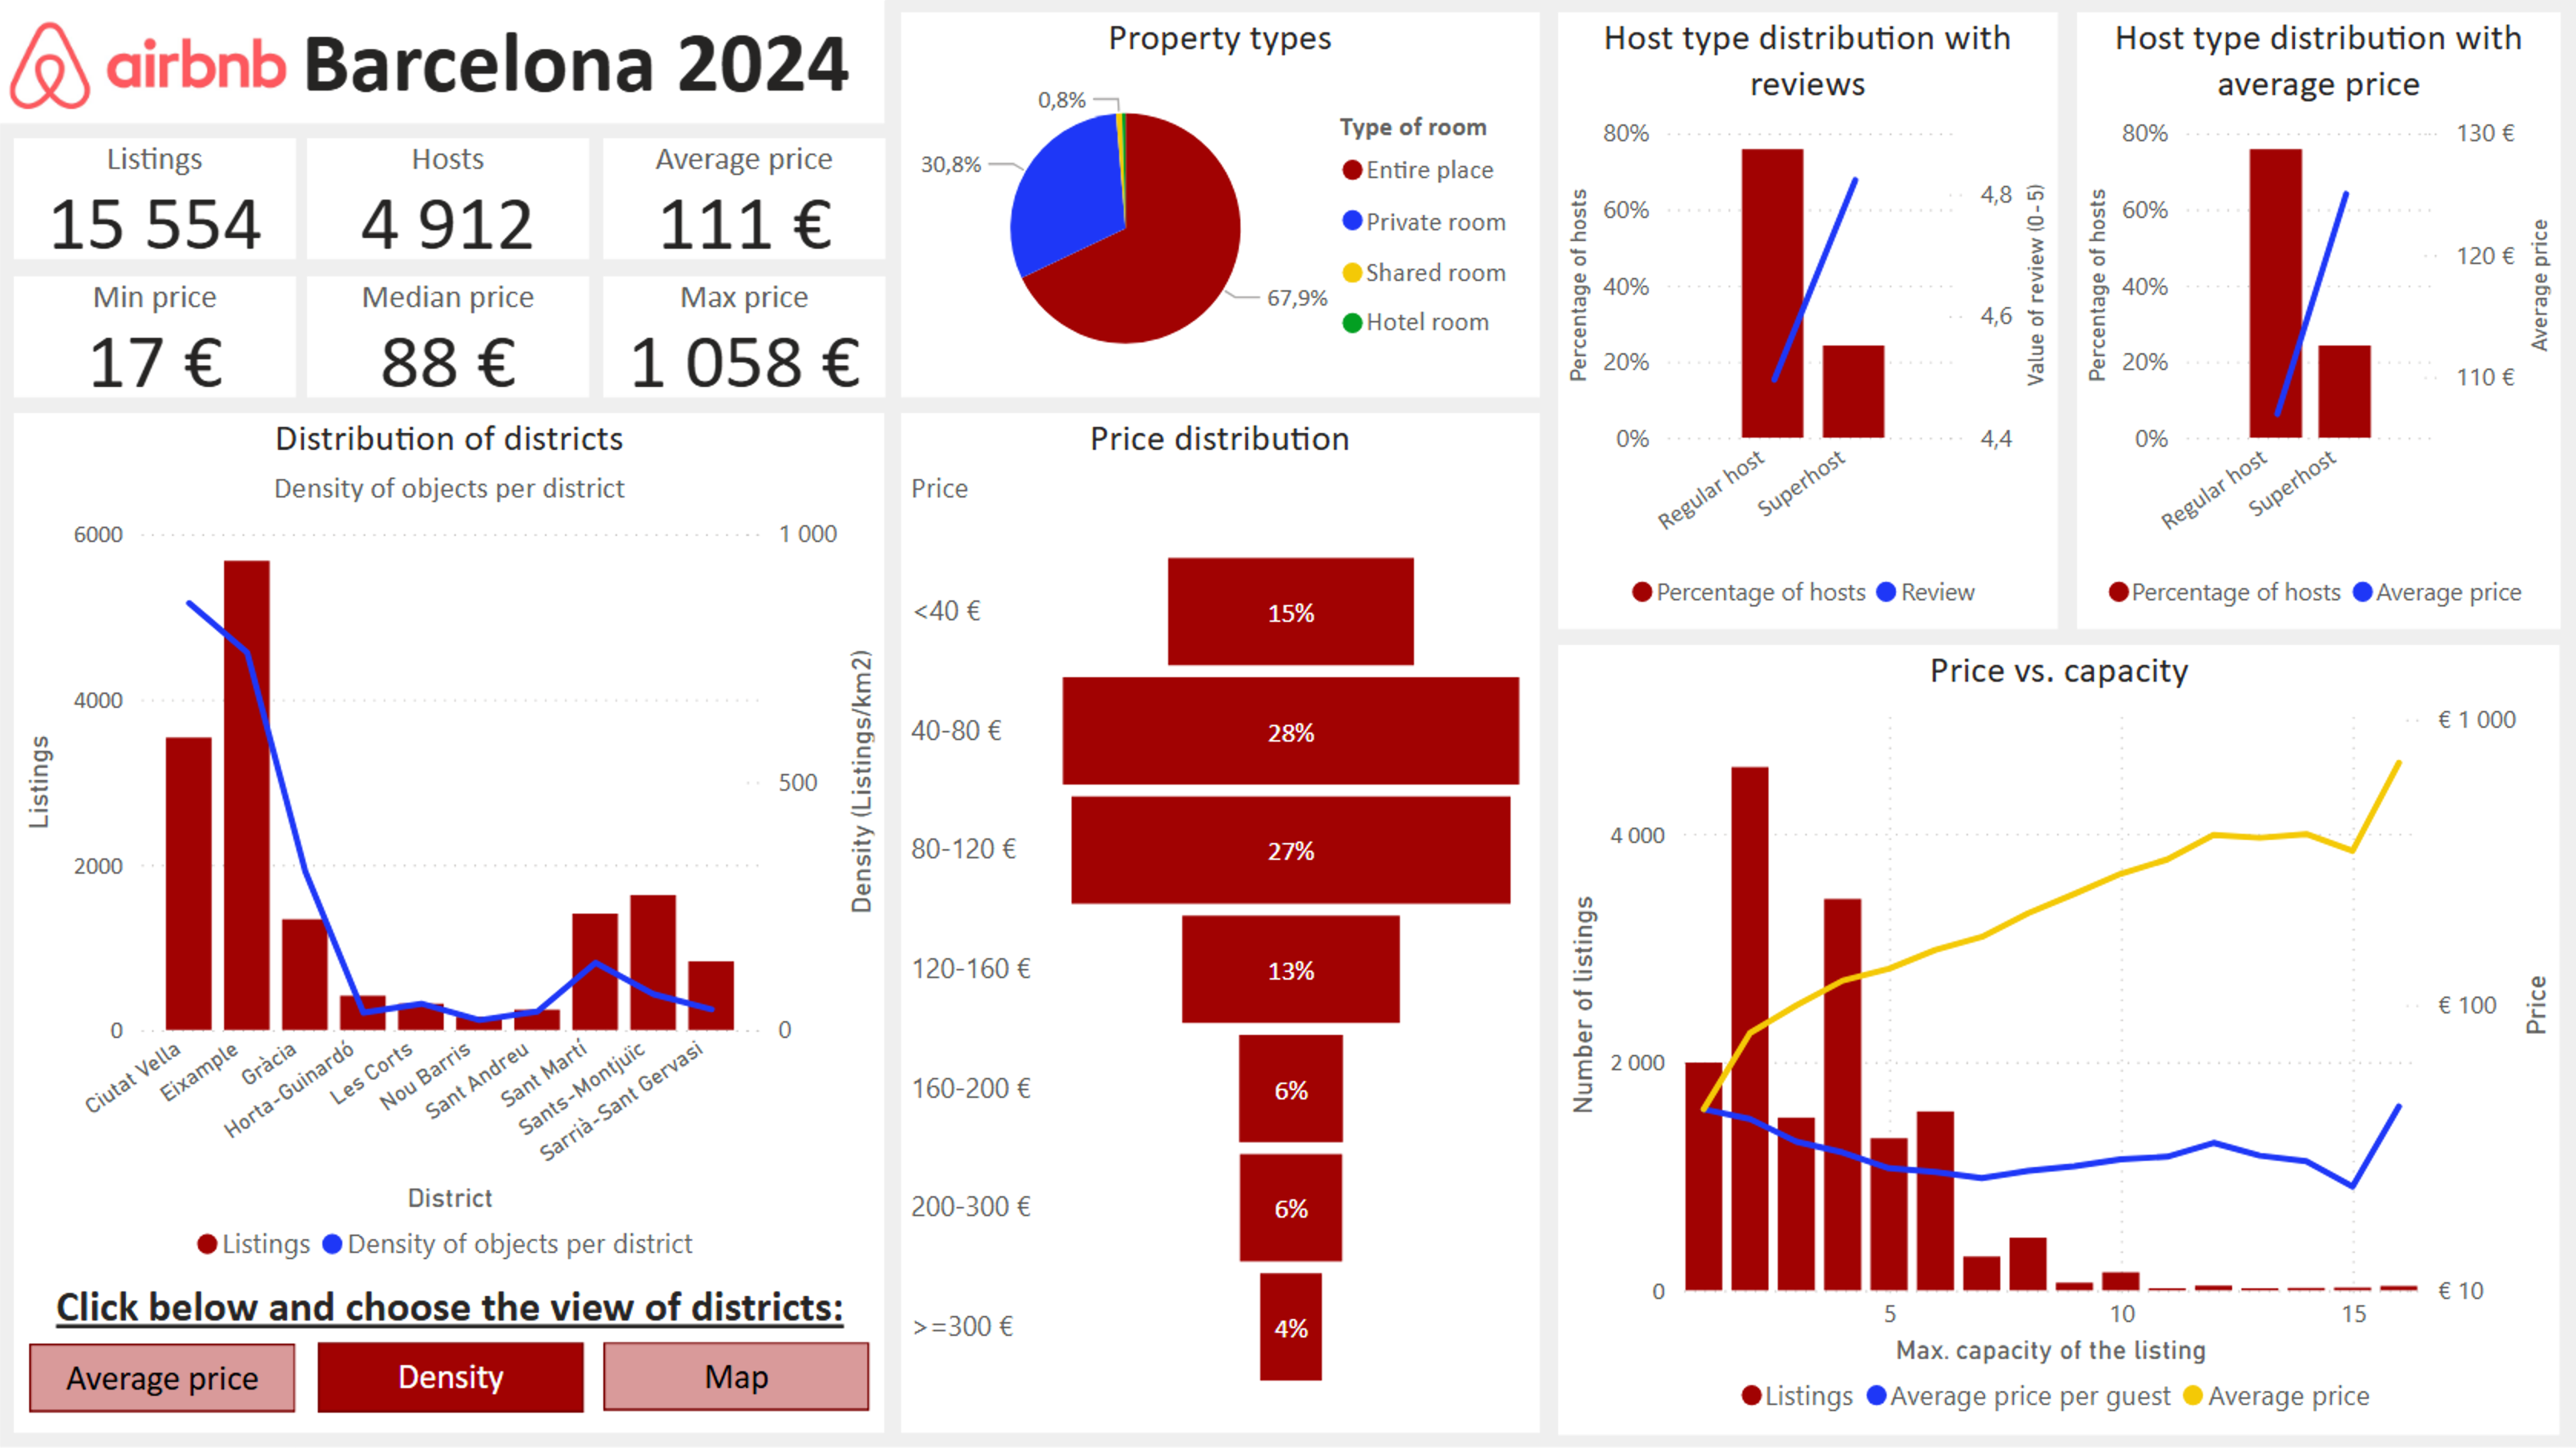 airbnb Barcelona 2024
Listings
15 554
Hosts
4 912
Average price
111 €
Min price
17 €
Median price
88 €
Max price
1 058 €
Property types
0,8%
30,8%
67,9%
Type of room
Entire place
Private room
Shared room
Hotel room
Host type distribution with
reviews
80%
60%
40%
20%
0%
Percentage of hosts
4,8
4,6
4,4
Value of review (0-5)
Regular host
Superhost
Percentage of hosts
Review
Host type distribution with
average price
80%
60%
40%
20%
0%
Percentage of hosts
130 €
120 €
110 €
Average price
Regular host
Superhost
Percentage of hosts
Average price
Distribution of districts
Density of objects per district
6000
4000
2000
0
Listings
1 000
500
0
Density (Listings/km2)
Ciutat Vella
Eixample
Gràcia
Horta-Guinardó
Les Corts
Nou Barris
Sant Andreu
Sant Martí
Sants-Montjuïc
Sarrià-Sant Gervasi
District
Listings
Density of objects per district
Click below and choose the view of districts:
Average price
Density
Map
Price distribution
Price
<40 €
15%
40-80 €
28%
80-120 €
27%
120-160 €
13%
160-200 €
6%
200-300 €
6%
>=300 €
4%
Price vs. capacity
4 000
2 000
0
Number of listings
€ 1 000
€ 100
€ 10
Price
5
10
15
Max. capacity of the listing
Listings
Average price per guest
Average price